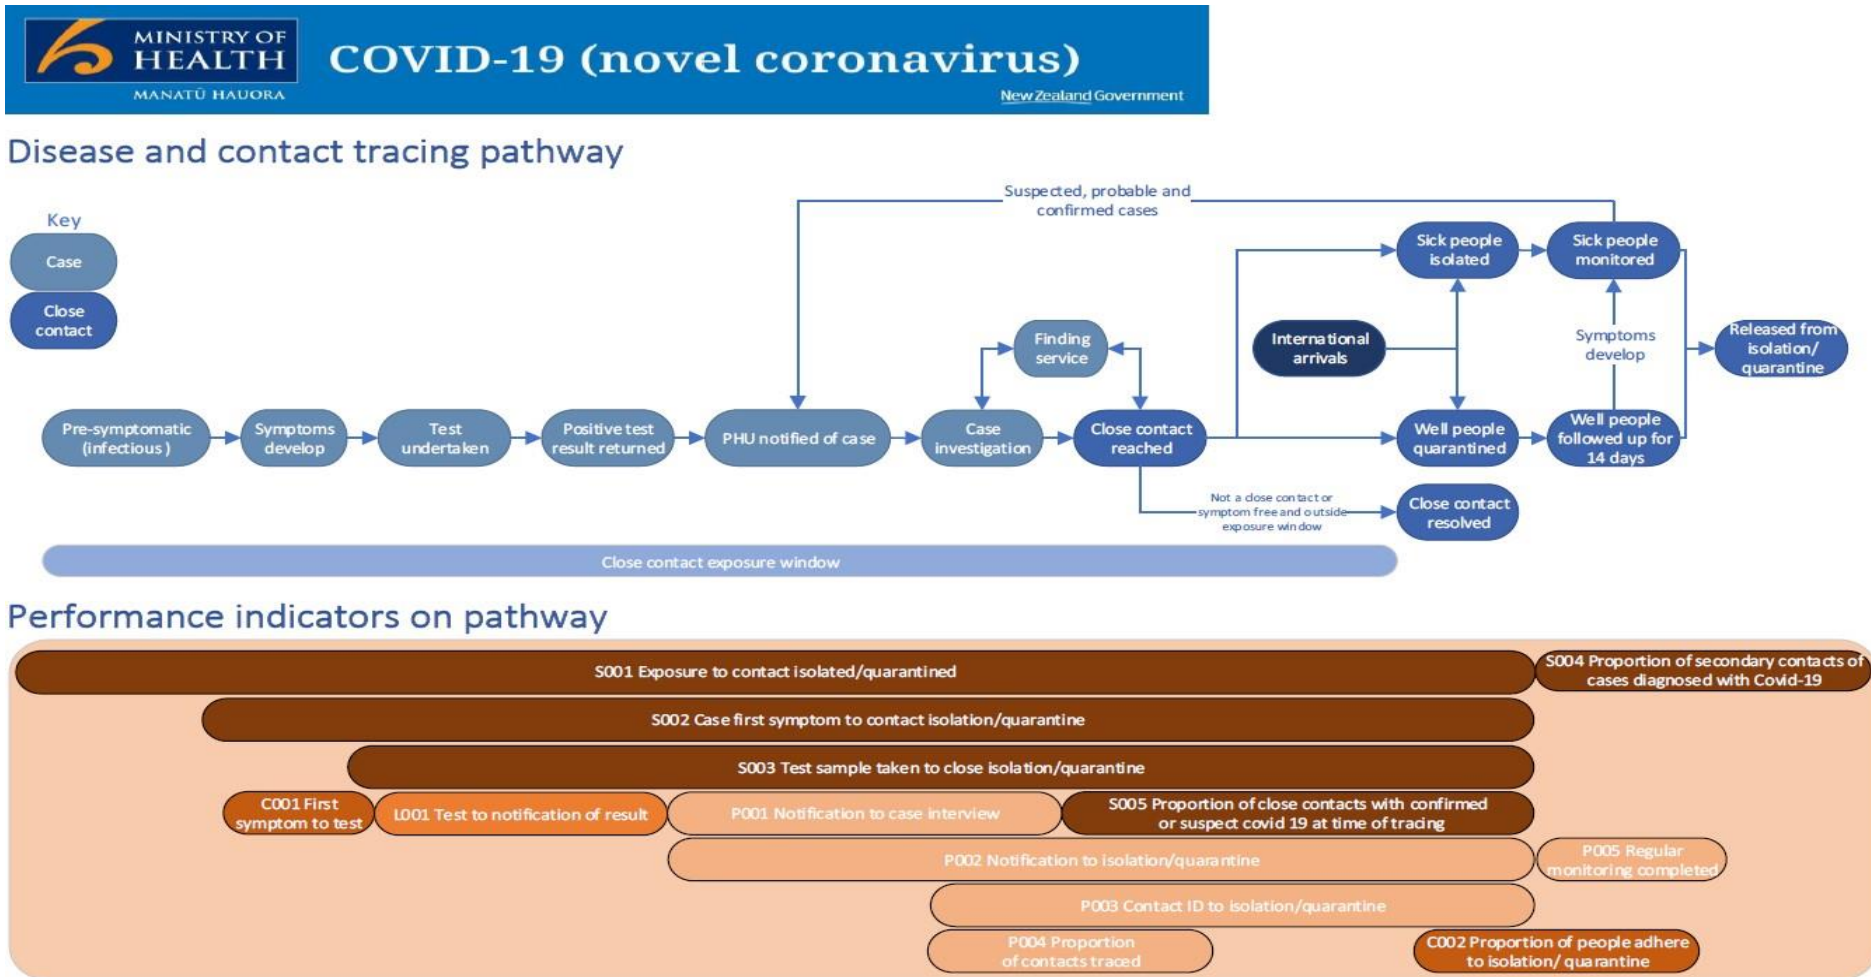 MINISTRY OF
HEALTH
MANATŪ HAUORA
COVID-19 (novel coronavirus)
New Zealand Government
Disease and contact tracing pathway
Key
Case
Close
contact
Suspected, probable and
confirmed cases
Sick people
isolated
Sick people
monitored
Finding
service
International
arrivals
Symptoms
develop
Released from
isolation/
quarantine
Pre-symptomatic
(infectious )
Symptoms
develop
Test
undertaken
Positive test
result returned
PHU notified of case
Case
investigation
Close contact
reached
Well people
quarantined
Well people
followed up for
14 days
Not a close contact or
symptom free and outside
exposure window
Close contact
resolved
Close contact exposure window
Performance indicators on pathway
S001 Exposure to contact isolated/quarantined
S004 Proportion of secondary contacts of
cases diagnosed with Covid-19
S002 Case first symptom to contact isolation/quarantine
S003 Test sample taken to close isolation/quarantine
C001 First
symptom to test
L001 Test to notification of result
P001 Notification to case interview
S005 Proportion of close contacts with confirmed
or suspect covid 19 at time of tracing
P002 Notification to isolation/quarantine
P005 Regular
monitoring completed
P003 Contact ID to isolation/quarantine
P004 Proportion
of contacts traced
C002 Proportion of people adhere
to isolation/ quarantine